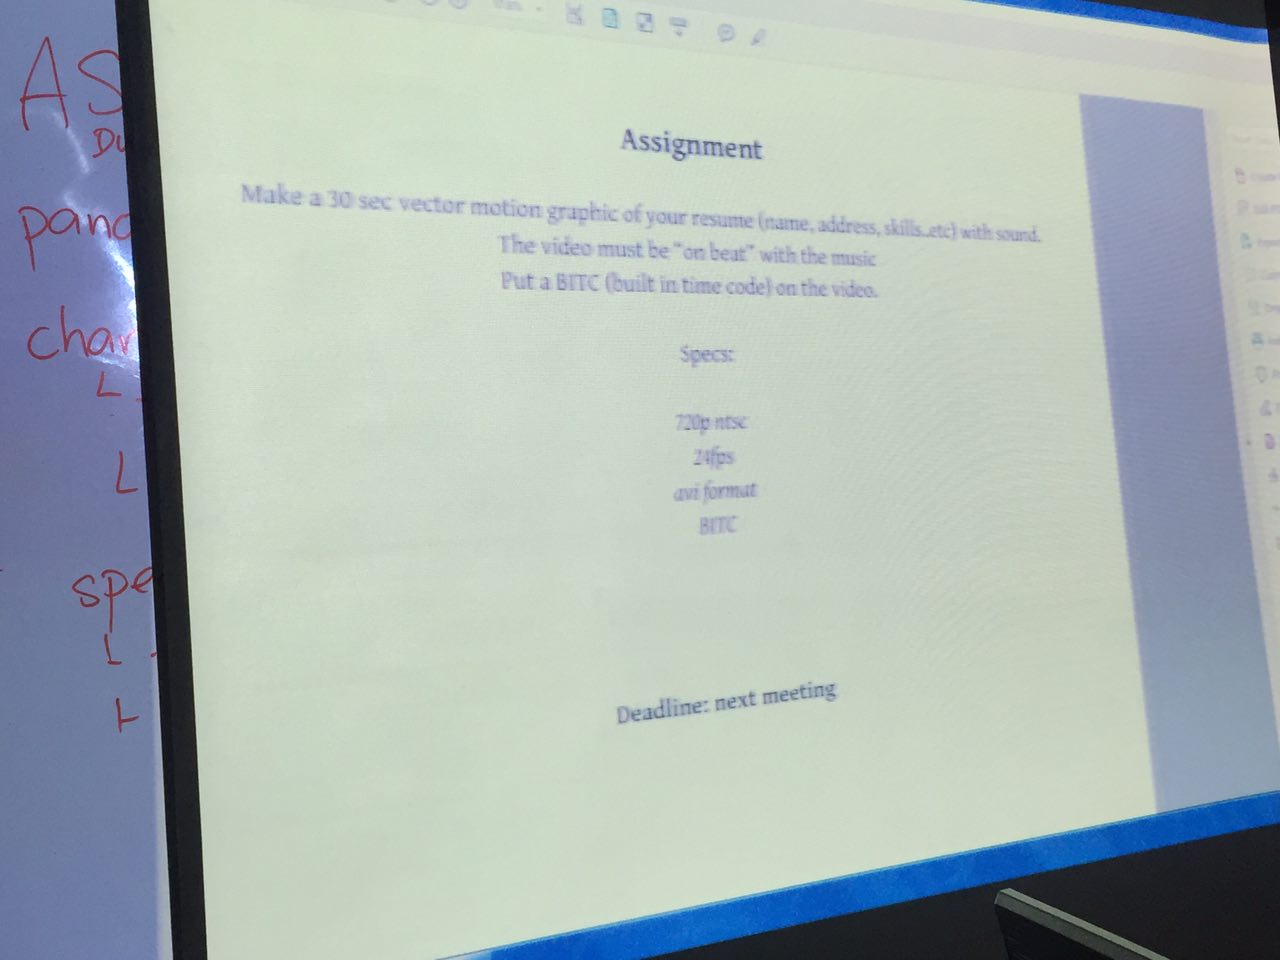 AS
Du
pand
char
L
L
spe
L
L
Assignment
Make a 30 sec vector motion graphic of your resume (name, address, skills..etc) with sound.
The video must be "on beat" with the music
Put a BITC (built in time code) on the video.
Specs:
720p ntsc
24fps
avi format
BITC
Deadline: next meeting